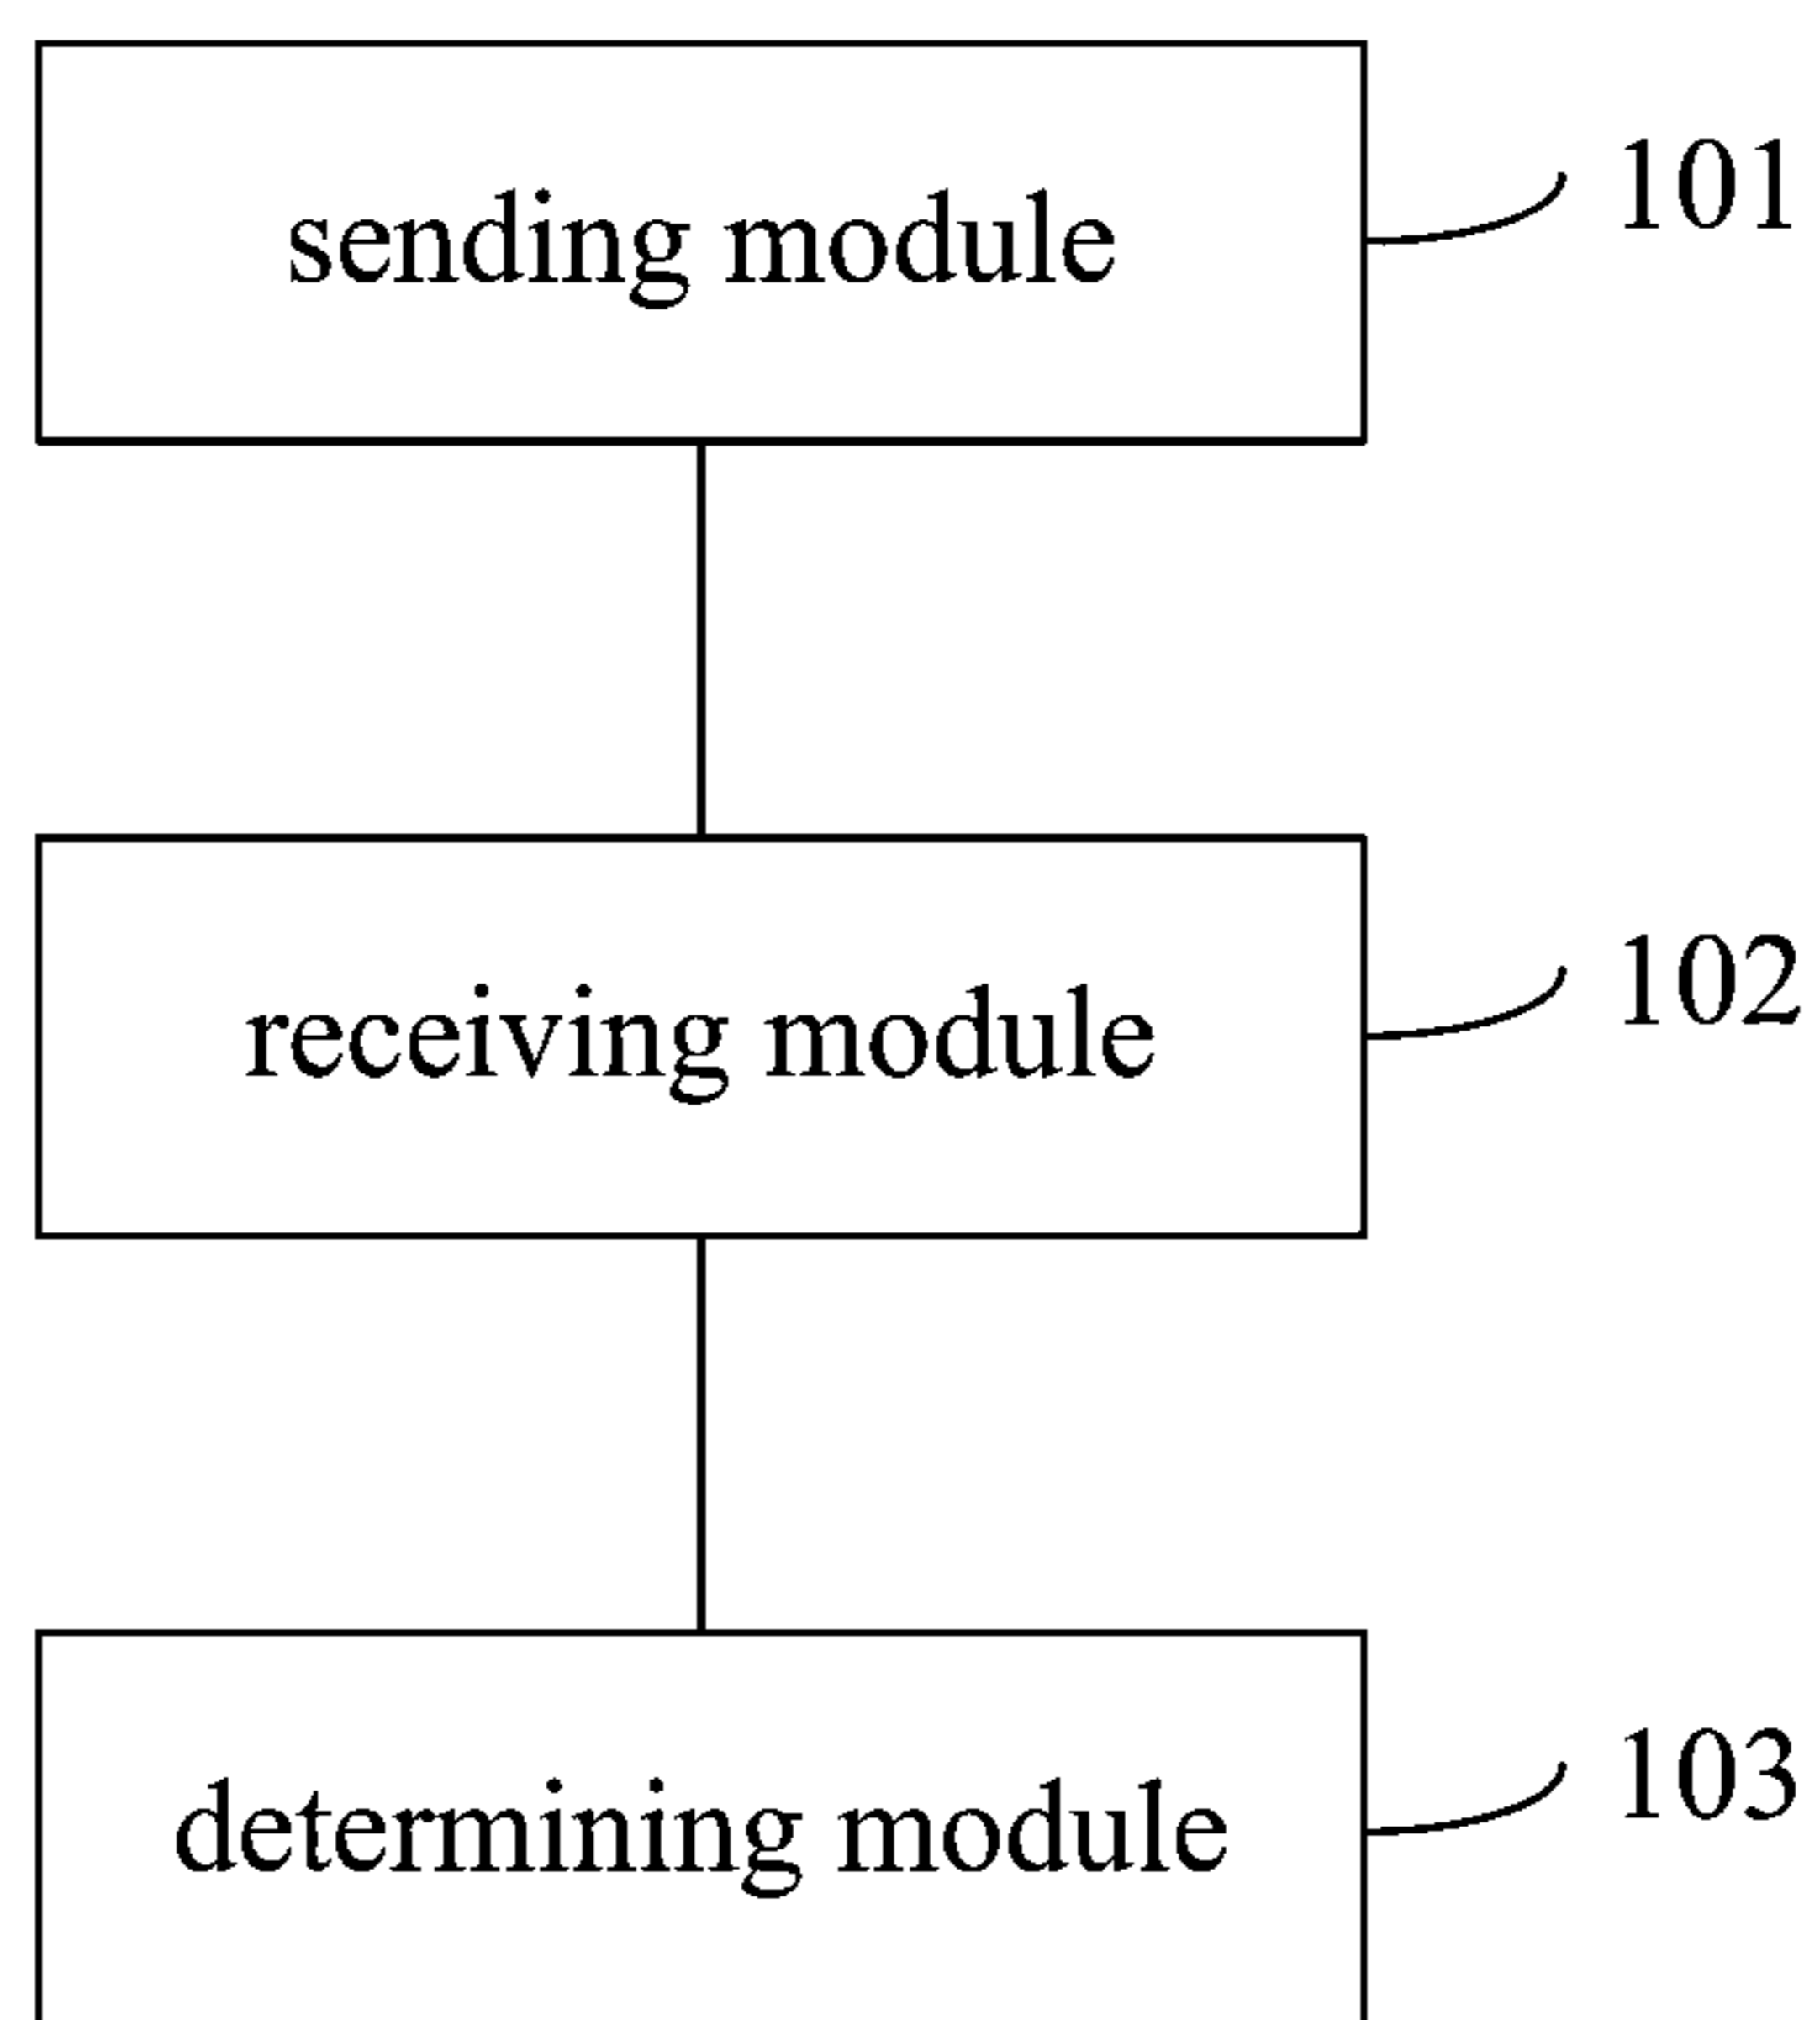 sending module
101
receiving module
102
determining module
103